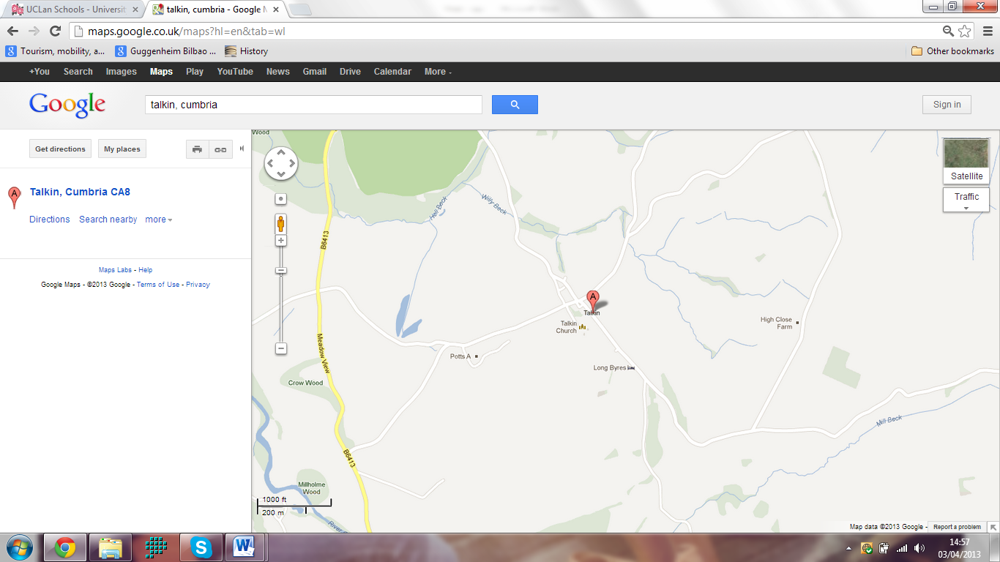 UCLan Schools - Universit
talkin, cumbria - Google M
maps.google.co.uk/maps?hl=en&tab=wl
Tourism, mobility, a... Guggenheim Bilbao ... History Other bookmarks
+You Search Images Maps Play YouTube News Gmail Drive Calendar More
Google talkin, cumbria Sign in
Get directions My places
A Talkin, Cumbria CA8
Directions Search nearby more
Maps Labs - Help
Google Maps - ©2013 Google - Terms of Use - Privacy
Wood
Satellite
Traffic
Hell Beck
Willy Beck
B6413
A
Talkin
Talkin
Church
High Close
Farm
Meadow View
Potts A
Long Byres
Crow Wood
Mill Beck
B6413
Millholme
Wood
1000 ft
200 m
River
Map data ©2013 Google - Report a problem
14:57
03/04/2013